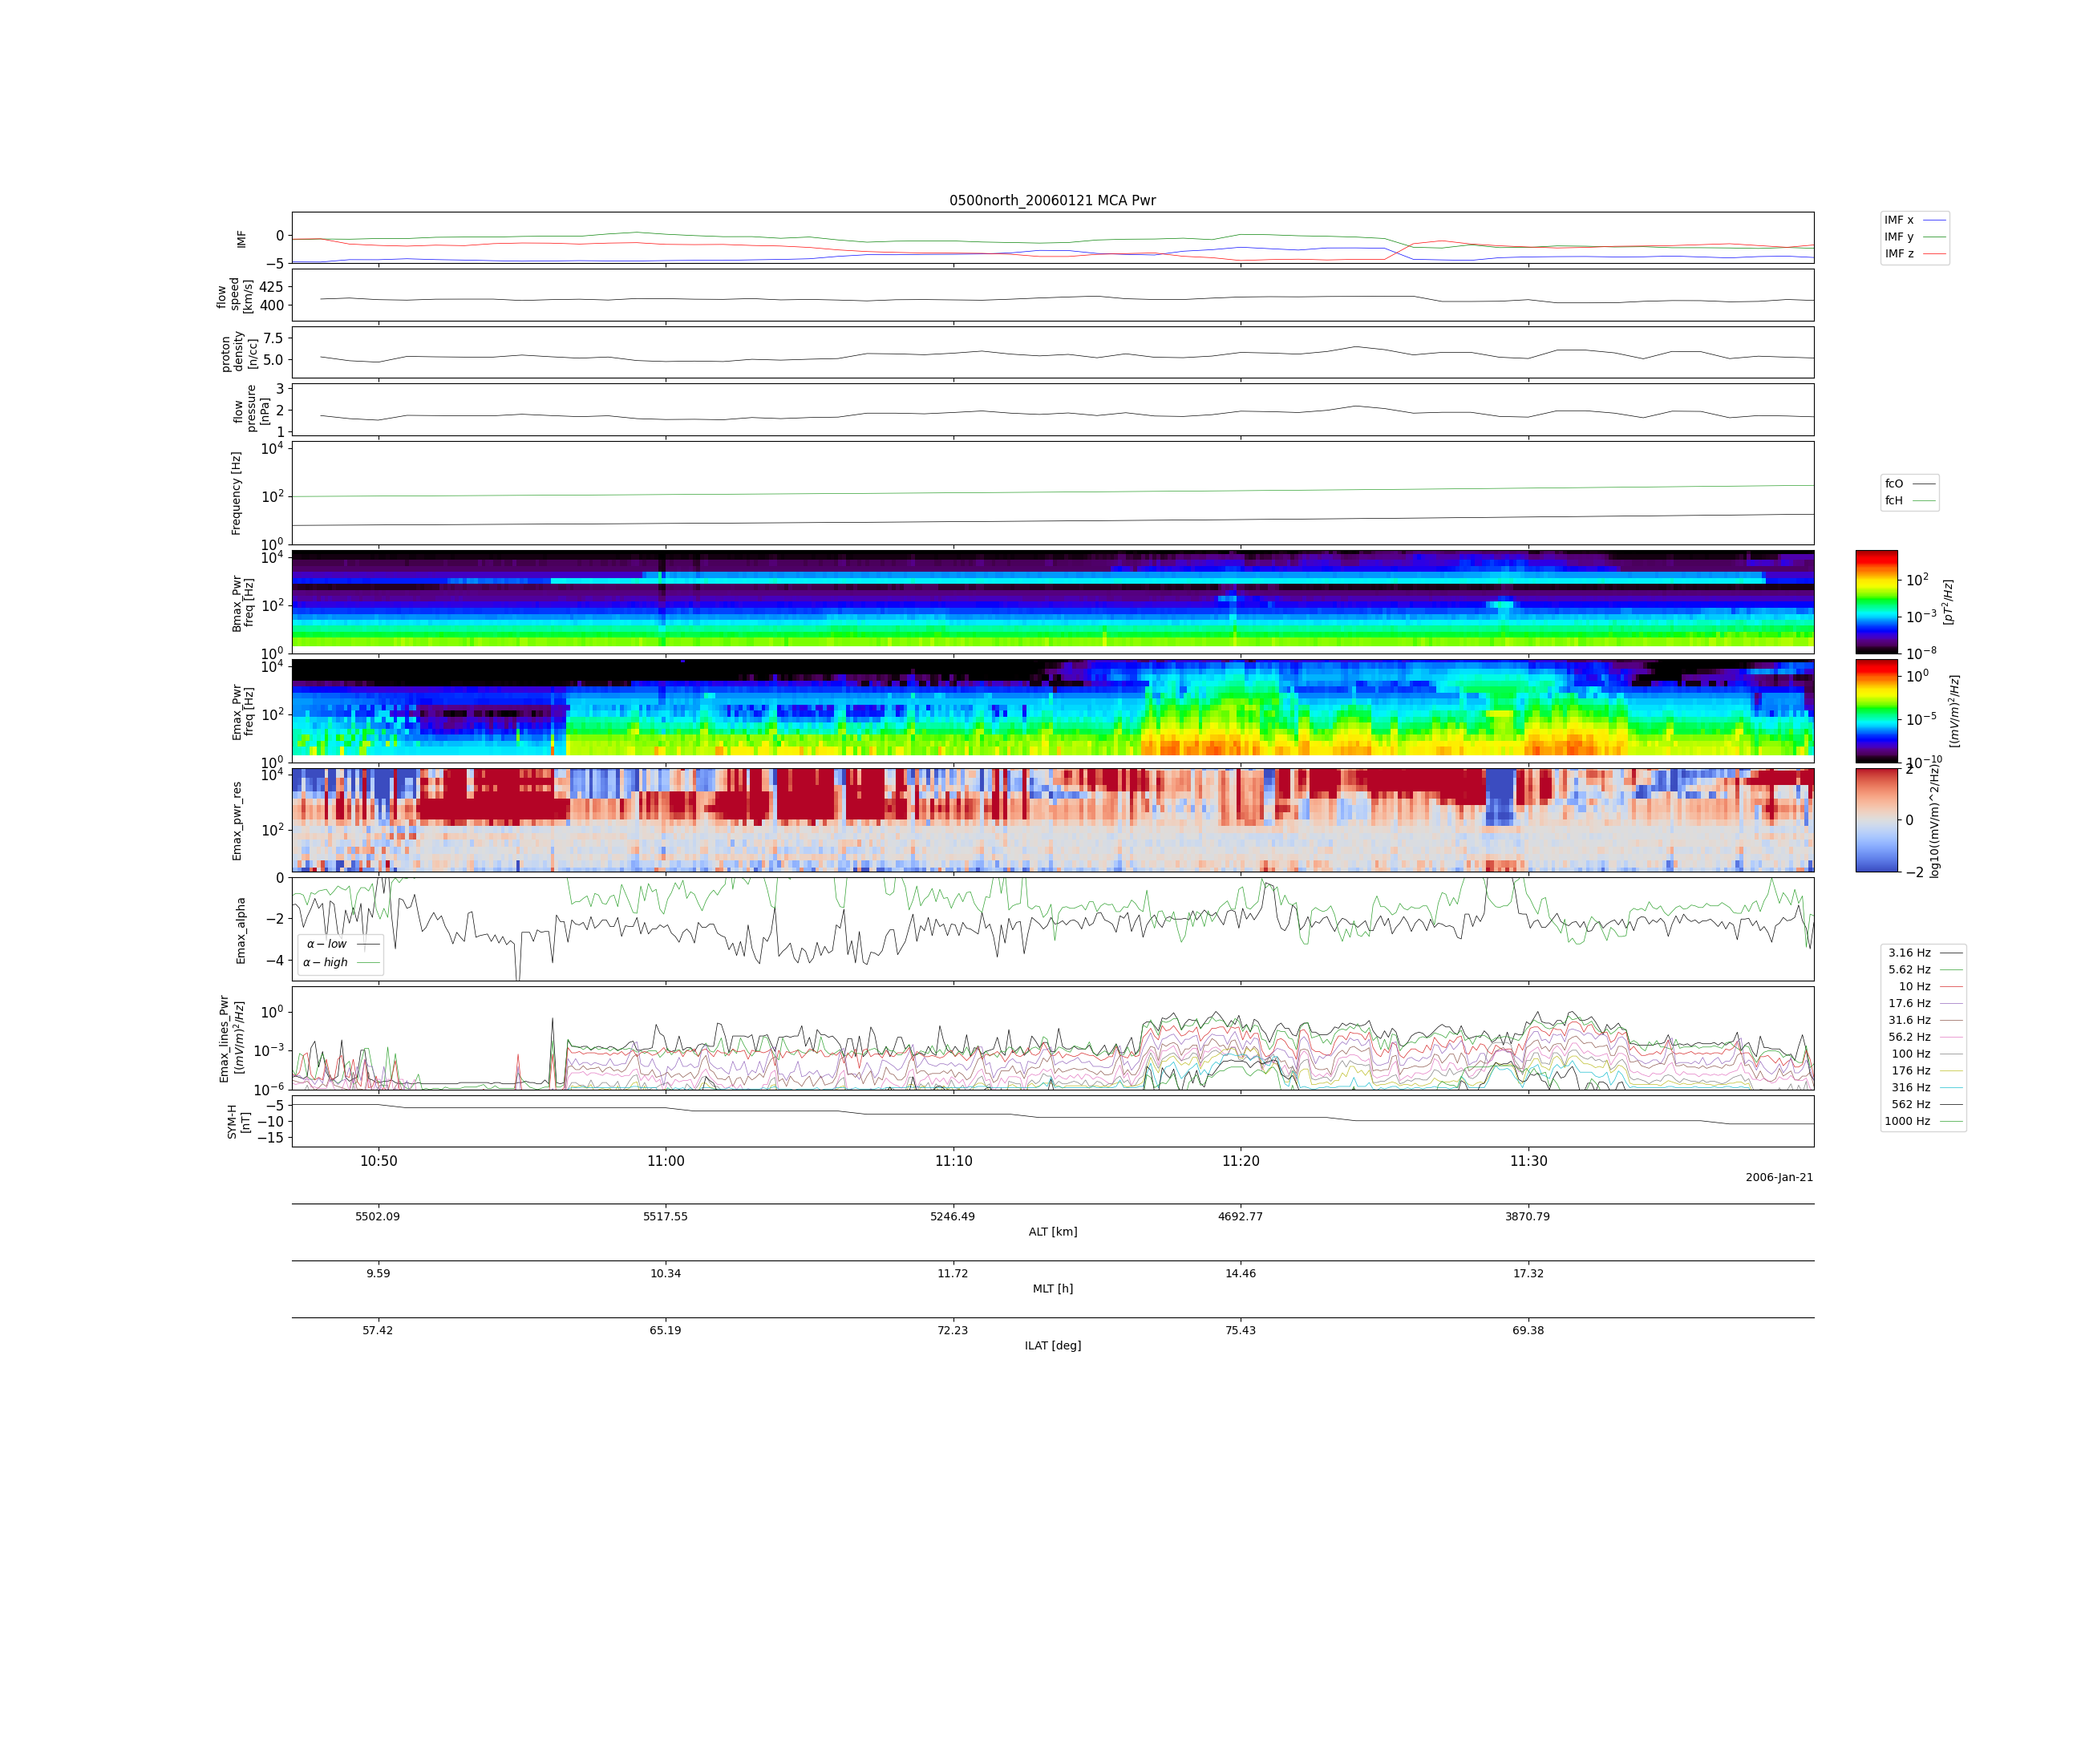 0500north_20060121 MCA Pwr
IMF
0
−5
IMF x
IMF y
IMF z
flow
speed
[km/s]
425
400
proton
density
[n/cc]
7.5
5.0
flow
pressure
[nPa]
3
2
1
Frequency [Hz]
10^4
10^2
10^0
fcO
fcH
Bmax_Pwr
freq [Hz]
10^4
10^2
10^0
10^2
10^−3
10^−8
[pT^2/Hz]
Emax_Pwr
freq [Hz]
10^4
10^2
10^0
10^0
10^−5
10^−10
[(mV/m)^2/Hz]
Emax_pwr_res
10^4
10^2
2
0
−2
log10((mV/m)^2/Hz)
Emax_alpha
0
−2
−4
α − low
α − high
Emax_lines_Pwr
[(mV/m)^2/Hz]
10^0
10^−3
10^−6
3.16 Hz
5.62 Hz
10 Hz
17.6 Hz
31.6 Hz
56.2 Hz
100 Hz
176 Hz
316 Hz
562 Hz
1000 Hz
SYM-H
[nT]
−5
−10
−15
10:50 11:00 11:10 11:20 11:30
2006-Jan-21
5502.09 5517.55 5246.49 4692.77 3870.79
ALT [km]
9.59 10.34 11.72 14.46 17.32
MLT [h]
57.42 65.19 72.23 75.43 69.38
ILAT [deg]